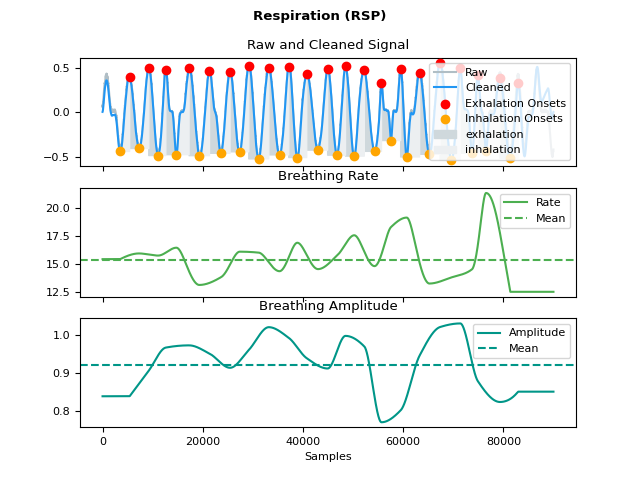 Respiration (RSP)
Raw and Cleaned Signal
0.5
0.0
−0.5
Raw
Cleaned
Exhalation Onsets
Inhalation Onsets
exhalation
inhalation
Breathing Rate
20.0
17.5
15.0
12.5
Rate
Mean
Breathing Amplitude
1.0
0.9
0.8
Amplitude
Mean
0 20000 40000 60000 80000
Samples